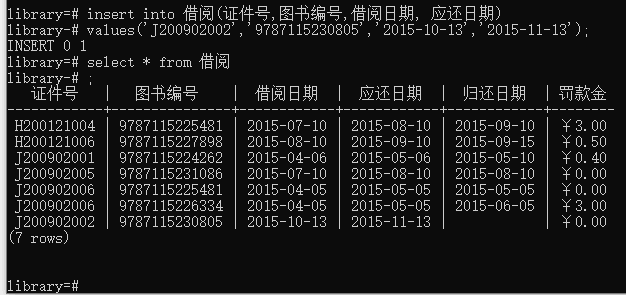 library=# insert into 借阅(证件号,图书编号,借阅日期, 应还日期)
library-# values('J200902002','9787115230805','2015-10-13','2015-11-13');
INSERT 0 1
library=# select * from 借阅
library-# ;
证件号 | 图书编号 | 借阅日期 | 应还日期 | 归还日期 | 罚款金
H200121004 | 9787115225481 | 2015-07-10 | 2015-08-10 | 2015-09-10 | ￥3.00
H200121006 | 9787115227898 | 2015-08-10 | 2015-09-10 | 2015-09-15 | ￥0.50
J200902001 | 9787115224262 | 2015-04-06 | 2015-05-06 | 2015-05-10 | ￥0.40
J200902005 | 9787115231086 | 2015-07-10 | 2015-08-10 | 2015-08-10 | ￥0.00
J200902006 | 9787115225481 | 2015-04-05 | 2015-05-05 | 2015-05-05 | ￥0.00
J200902006 | 9787115226334 | 2015-04-05 | 2015-05-05 | 2015-06-05 | ￥3.00
J200902002 | 9787115230805 | 2015-10-13 | 2015-11-13 | | ￥0.00
(7 rows)
library=#